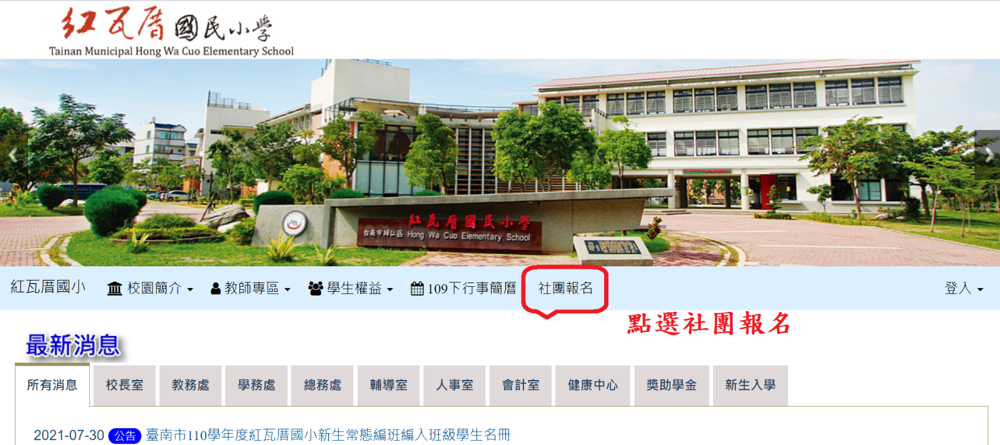 紅瓦厝國民小學
Tainan Municipal Hong Wa Cuo Elementary School
紅瓦厝國民小學
台南市歸仁區 Hong Wa Cuo Elementary School
紅瓦厝國小 校園簡介 教師專區 學生權益 109下行事簡曆 社團報名 登入
點選社團報名
最新消息
所有消息 校長室 教務處 學務處 總務處 輔導室 人事室 會計室 健康中心 獎助學金 新生入學
2021-07-30 公告 臺南市110學年度紅瓦厝國小新生常態編班編入班級學生名冊